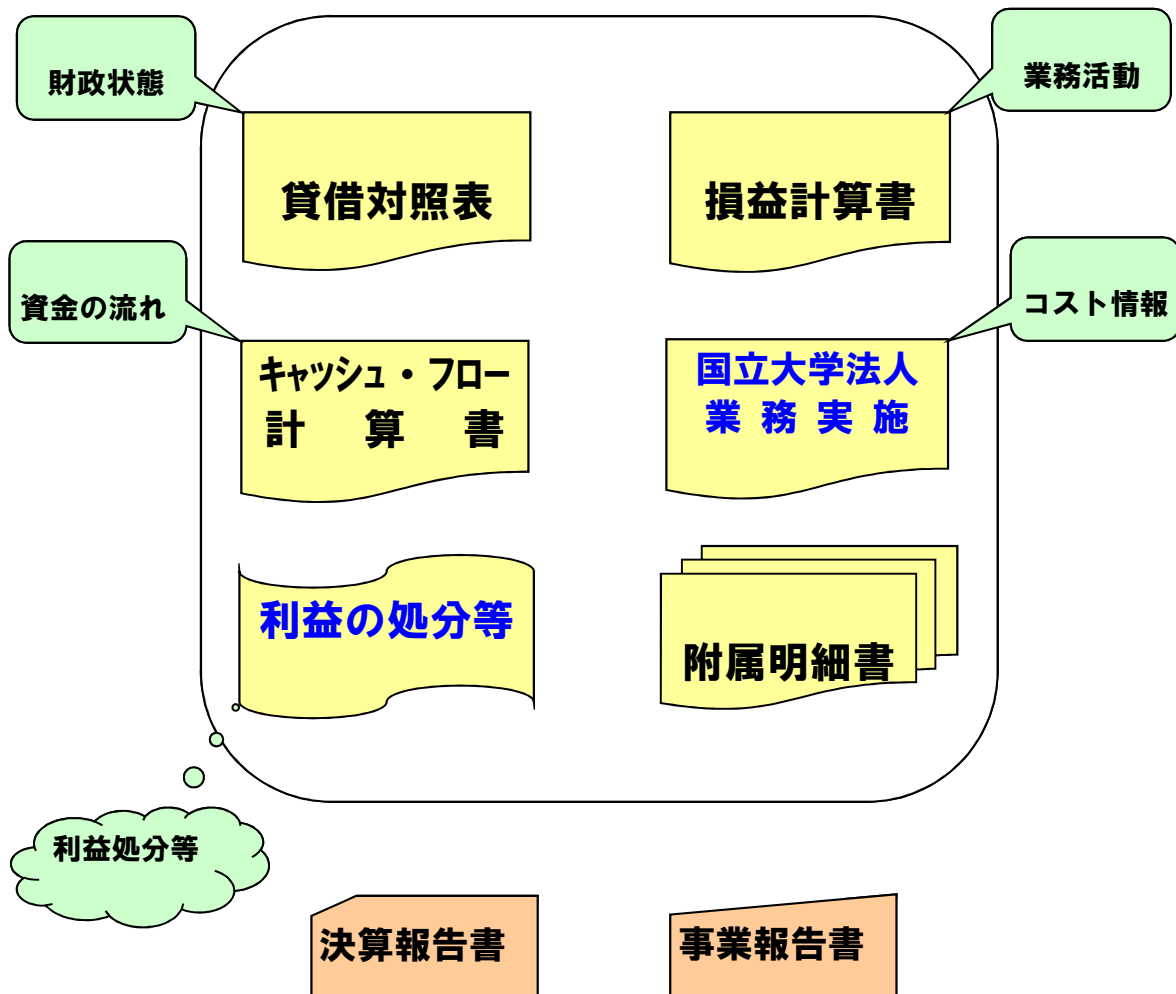 財政状態
業務活動
貸借対照表
損益計算書
資金の流れ
コスト情報
キャッシュ・フロー
計 算 書
国立大学法人
業 務 実 施
利益の処分等
附属明細書
利益処分等
決算報告書
事業報告書